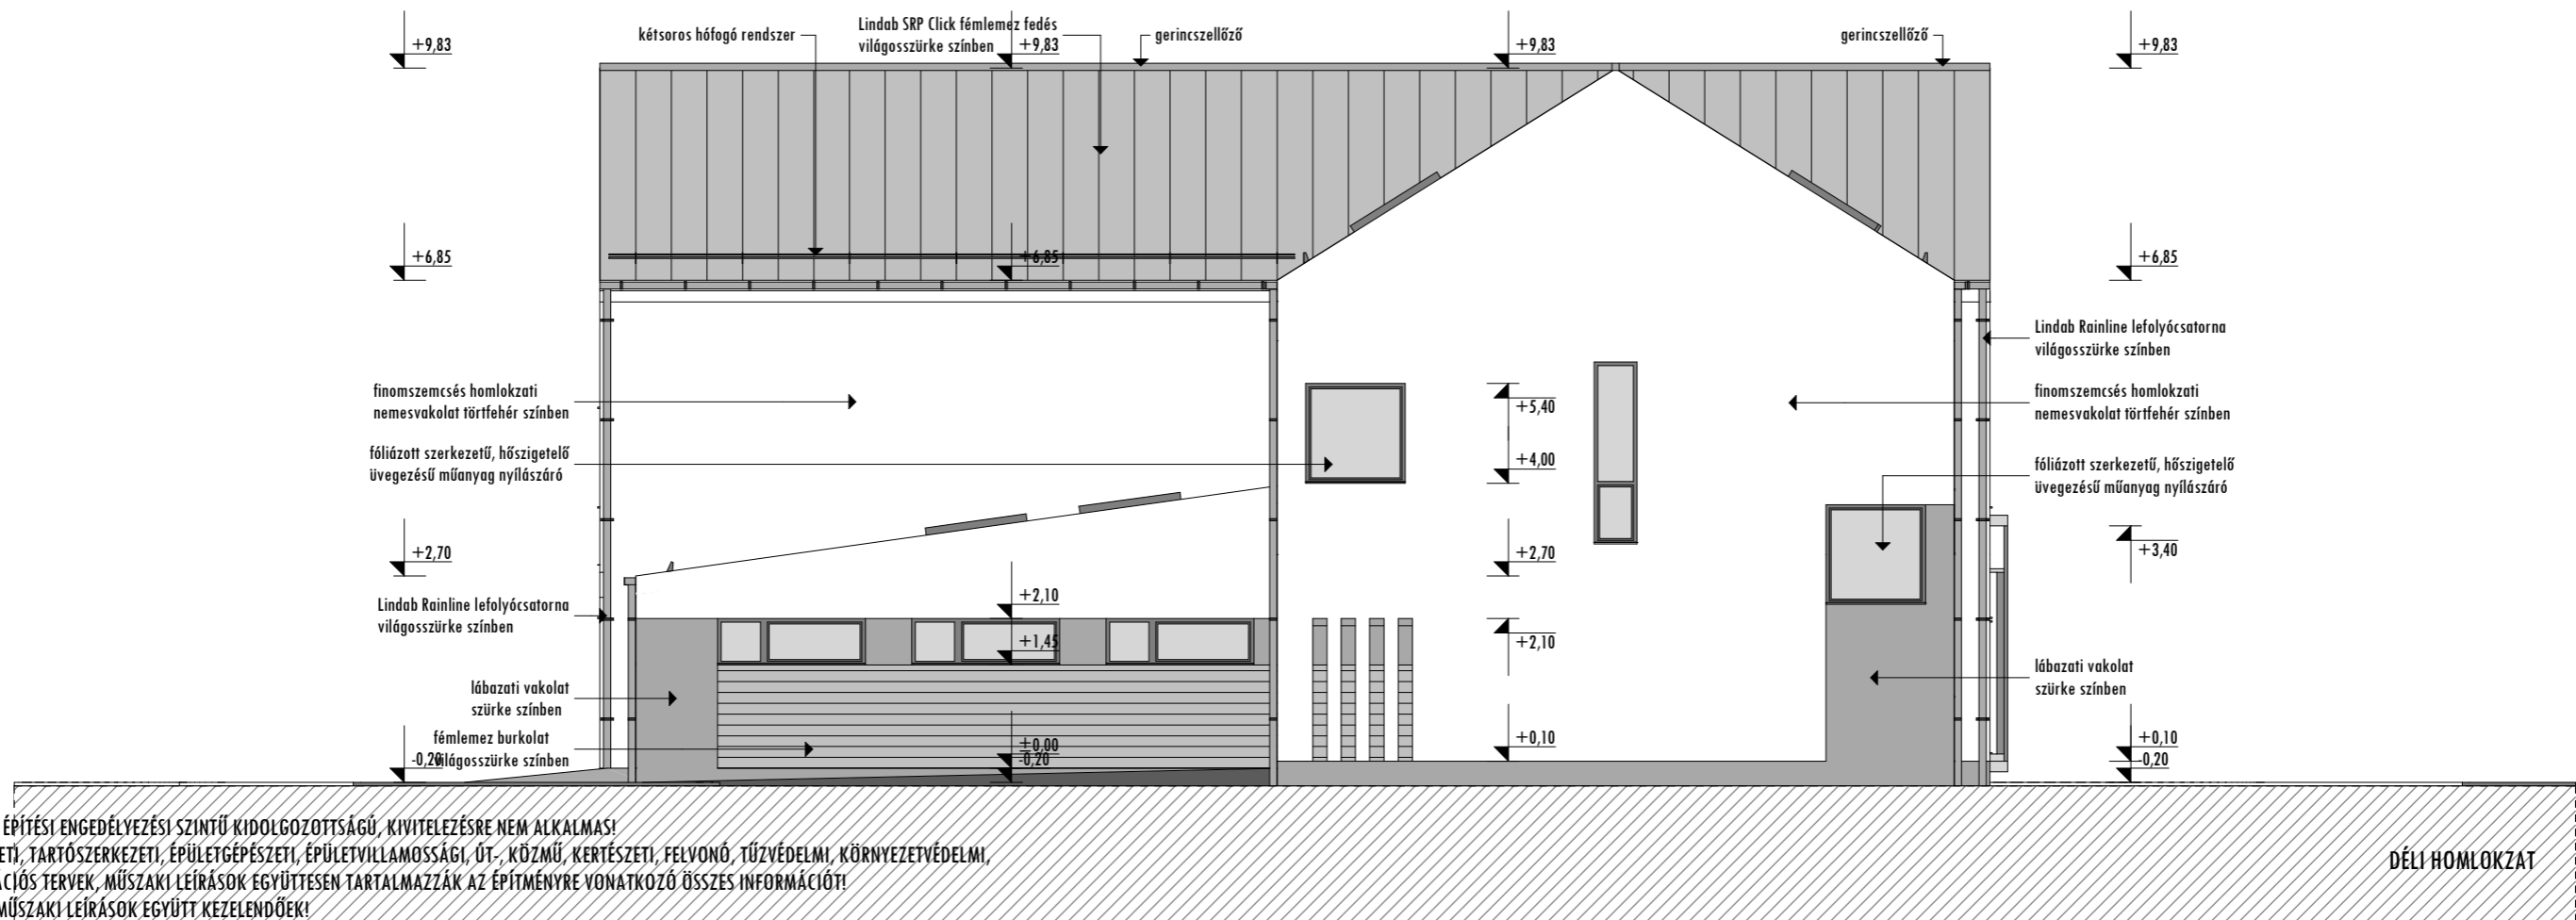 +9,83
kétsoros hófogó rendszer
Lindab SRP Click fémlemez fedés
világosszürke színben
+9,83
gerincszellőző
+9,83
gerincszellőző
+9,83
+6,85
+6,85
+6,85
Lindab Rainline lefolyócsatorna
világosszürke színben
finomszemcsés homlokzati
nemesvakolat törtfehér színben
+5,40
finomszemcsés homlokzati
nemesvakolat törtfehér színben
fóliázott szerkezetű, hőszigetelő
üvegezésű műanyag nyílászáró
+4,00
fóliázott szerkezetű, hőszigetelő
üvegezésű műanyag nyílászáró
+2,70
+2,70
+3,40
Lindab Rainline lefolyócsatorna
világosszürke színben
+2,10
+1,45
+2,10
lábazati vakolat
szürke színben
lábazati vakolat
szürke színben
fémlemez burkolat
világosszürke színben
-0,20
±0,00
-0,20
+0,10
+0,10
-0,20
ÉPÍTÉSI ENGEDÉLYEZÉSI SZINTŰ KIDOLGOZOTTSÁGÚ, KIVITELEZÉSRE NEM ALKALMAS!
ETI, TARTÓSZERKEZETI, ÉPÜLETGÉPÉSZETI, ÉPÜLETVILLAMOSSÁGI, ÚT-, KÖZMŰ, KERTÉSZETI, FELVONÓ, TŰZVÉDELMI, KÖRNYEZETVÉDELMI,
ÁCIÓS TERVEK, MŰSZAKI LEÍRÁSOK EGYÜTTESEN TARTALMAZZÁK AZ ÉPÍTMÉNYRE VONATKOZÓ ÖSSZES INFORMÁCIÓT!
MŰSZAKI LEÍRÁSOK EGYÜTT KEZELENDŐEK!
DÉLI HOMLOKZAT